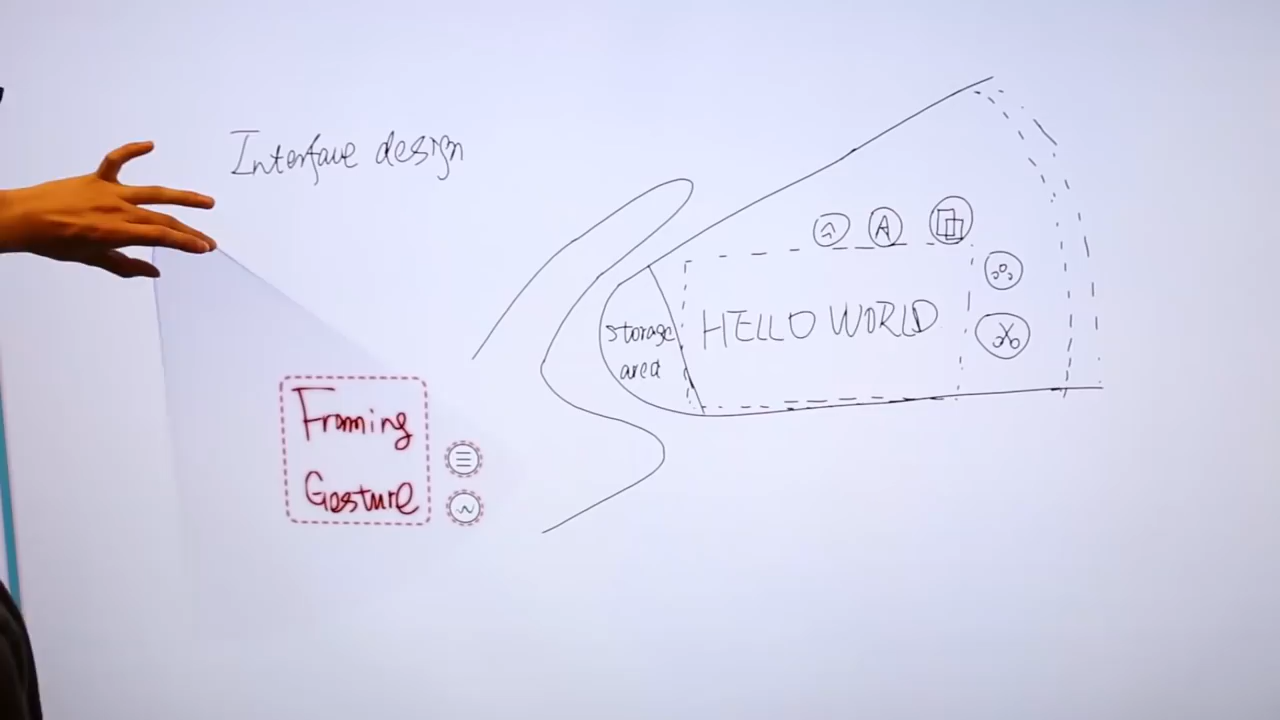 Interface design
Framing
Gesture
storage
area
HELLO WORLD
A